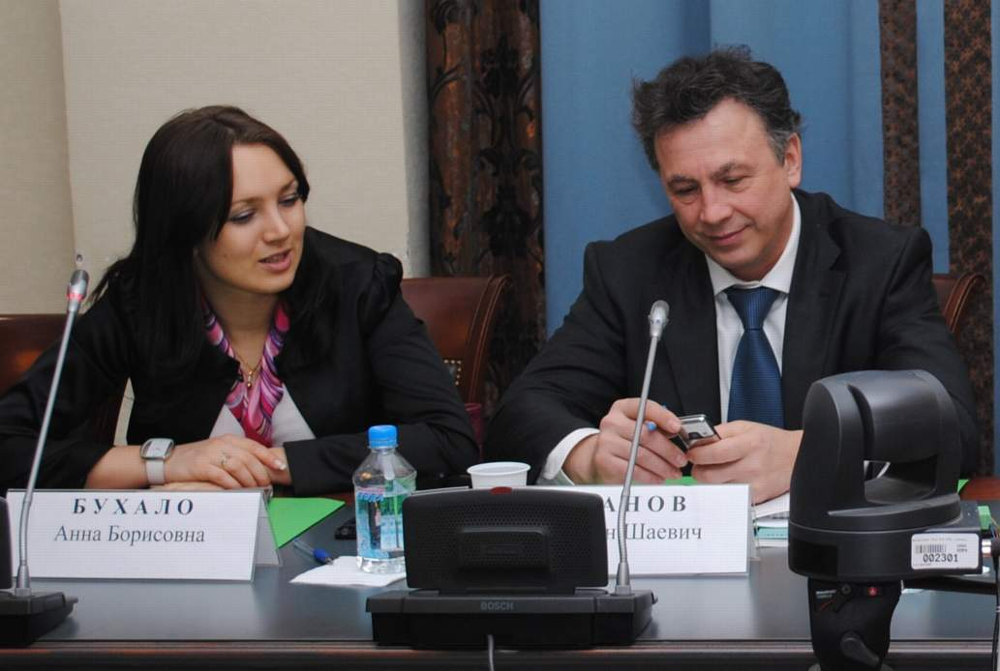 БУХАЛО
Анна Борисовна
АНОВ
н Шаевич
BOSCH
002301